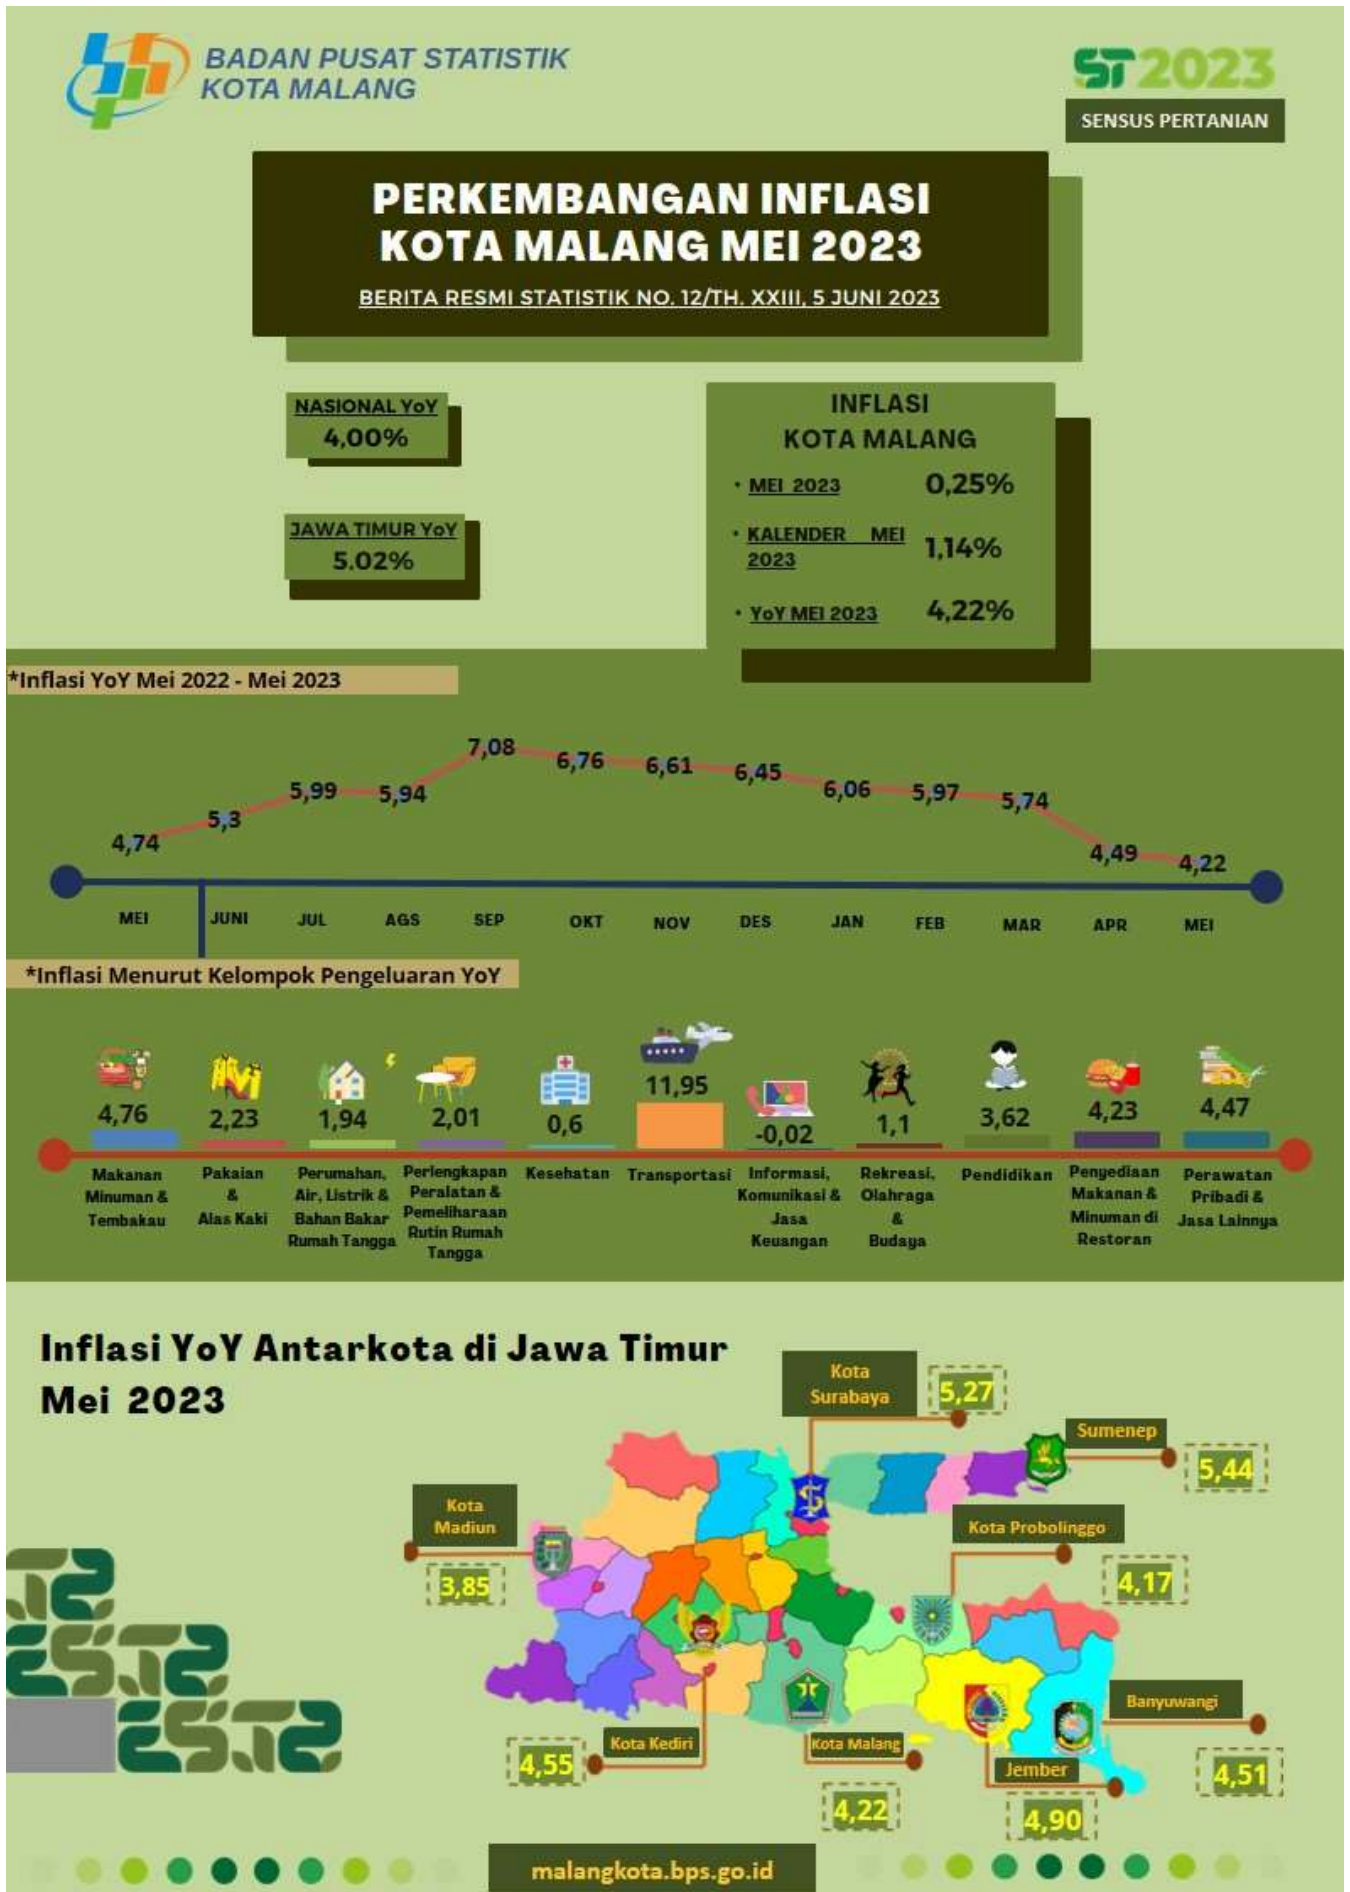 BADAN PUSAT STATISTIK
KOTA MALANG
ST2023
SENSUS PERTANIAN
PERKEMBANGAN INFLASI
KOTA MALANG MEI 2023
BERITA RESMI STATISTIK NO. 12/TH. XXIII, 5 JUNI 2023
NASIONAL YoY
4,00%
JAWA TIMUR YoY
5.02%
INFLASI
KOTA MALANG
• MEI 2023 0,25%
• KALENDER MEI
2023
1,14%
• YoY MEI 2023 4,22%
*Inflasi YoY Mei 2022 - Mei 2023
4,74 5,3 5,99 5,94 7,08 6,76 6,61 6,45 6,06 5,97 5,74 4,49 4,22
MEI JUNI JUL AGS SEP OKT NOV DES JAN FEB MAR APR MEI
*Inflasi Menurut Kelompok Pengeluaran YoY
4,76 2,23 1,94 2,01 0,6 11,95 -0,02 1,1 3,62 4,23 4,47
Makanan
Minuman &
Tembakau
Pakaian
&
Alas Kaki
Perumahan,
Air, Listrik &
Bahan Bakar
Rumah Tangga
Perlengkapan
Peralatan &
Pemeliharaan
Rutin Rumah
Tangga
Kesehatan
Transportasi
Informasi,
Komunikasi &
Jasa
Keuangan
Rekreasi,
Olahraga
&
Budaya
Pendidikan
Penyediaan
Makanan &
Minuman di
Restoran
Perawatan
Pribadi &
Jasa Lainnya
Inflasi YoY Antarkota di Jawa Timur
Mei 2023
Kota
Surabaya
5,27
Sumenep
5,44
Kota
Madiun
3,85
Kota Probolinggo
4,17
Banyuwangi
4,51
Kota Kediri
4,55
Kota Malang
4,22
Jember
4,90
malangkota.bps.go.id